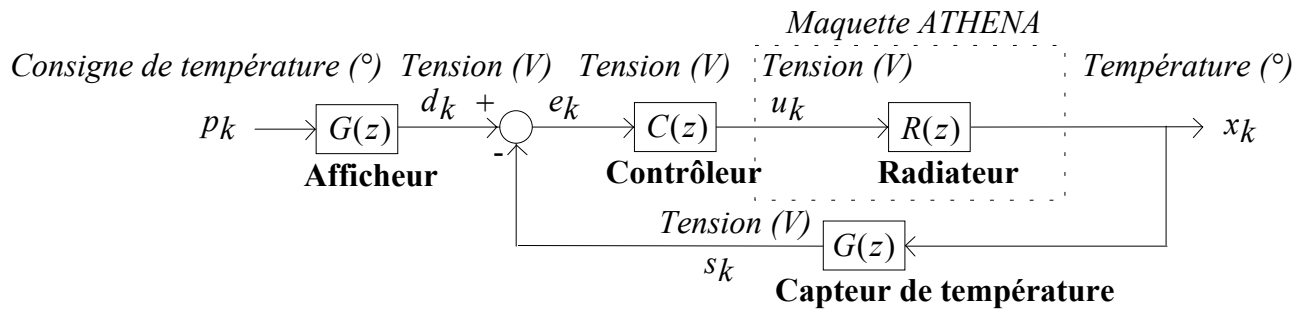 Maquette ATHENA
Consigne de température (°) Tension (V) Tension (V) Tension (V) Température (°)
p_k G(z) d_k + e_k C(z) u_k R(z) x_k
-
Afficheur Contrôleur Radiateur
Tension (V) G(z)
s_k
Capteur de température